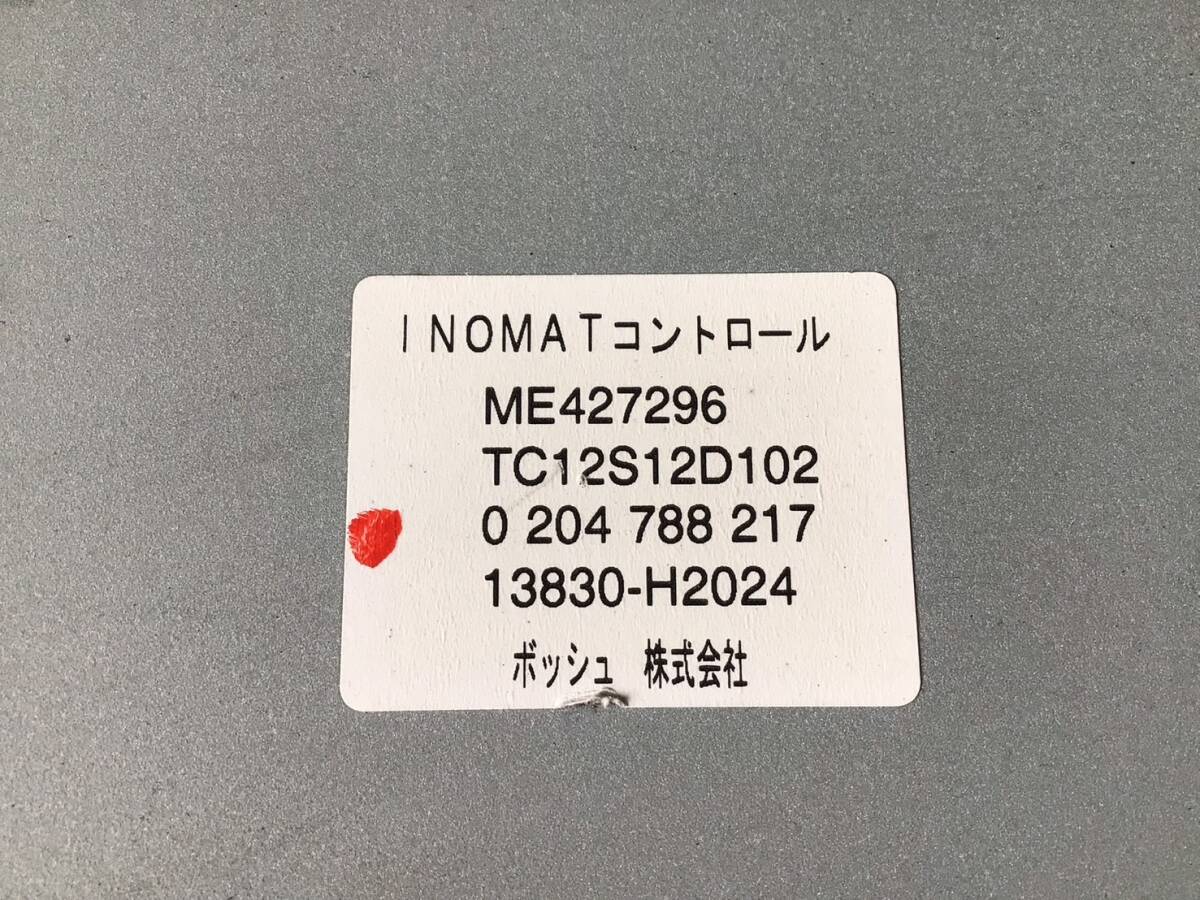 INOMATコントロール
ME427296
TC12S12D102
0 204 788 217
13830-H2024
ボッシュ 株式会社